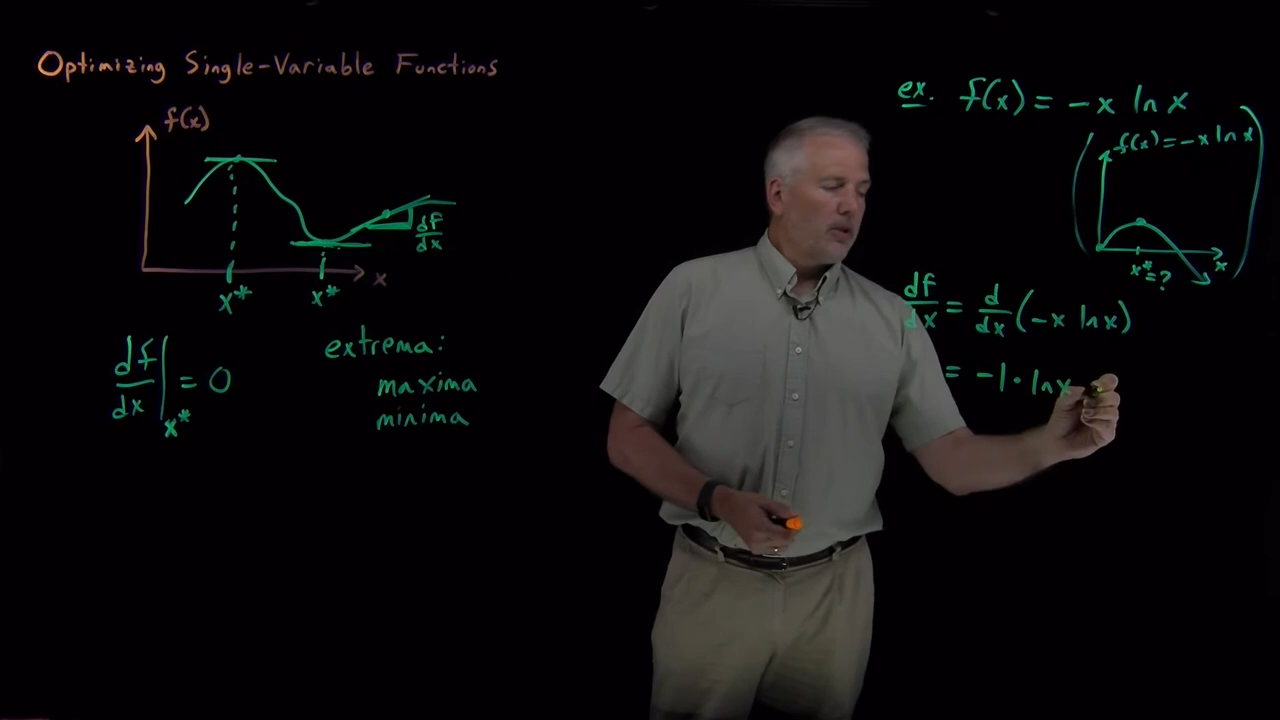 Optimizing Single-Variable Functions
f(x)
df/dx
x
x* x*
df/dx|x* = 0
extrema:
maxima
minima
ex. f(x) = -x ln x
f(x) = -x ln x
x
x* = ?
df/dx = d/dx (-x ln x)
= -1 · ln x